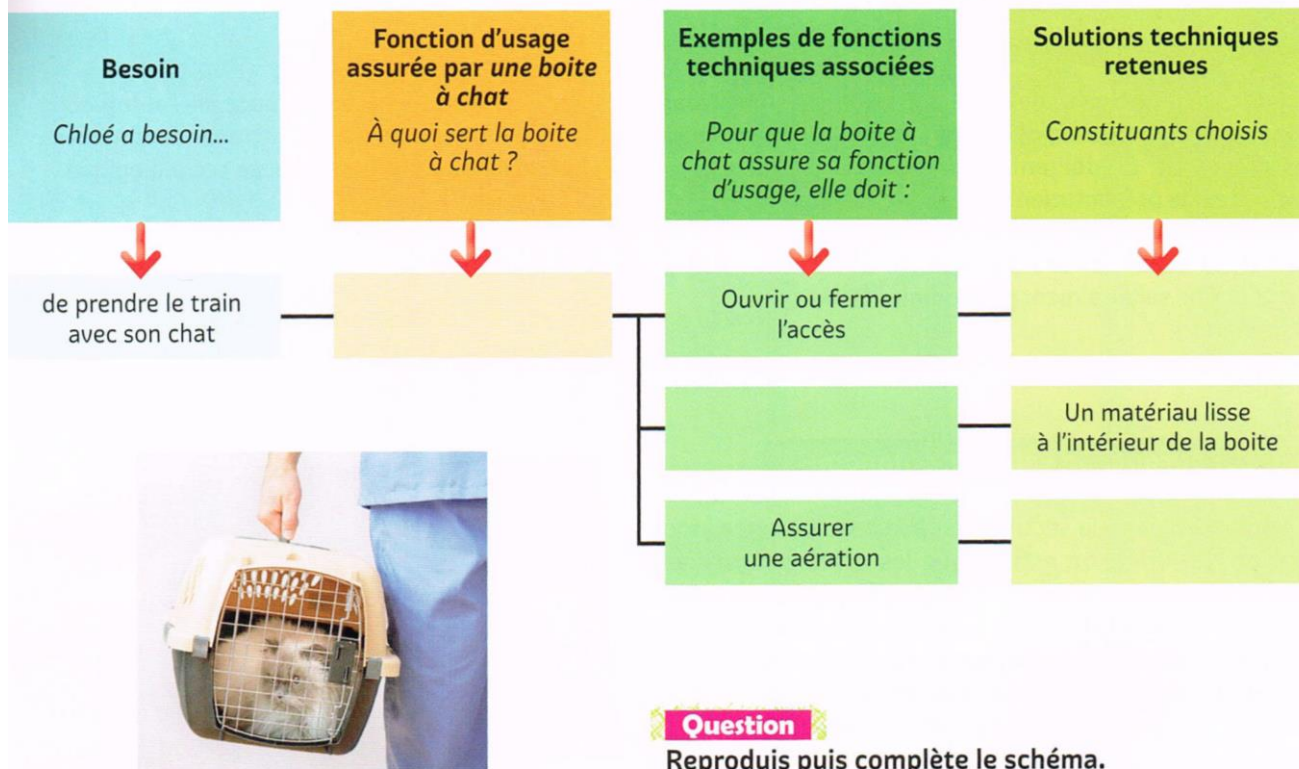 Besoin
Chloé a besoin...
Fonction d'usage
assurée par une boite
à chat
À quoi sert la boite
à chat ?
Exemples de fonctions
techniques associées
Pour que la boite à
chat assure sa fonction
d'usage, elle doit :
Solutions techniques
retenues
Constituants choisis
de prendre le train
avec son chat
Ouvrir ou fermer
l'accès
Un matériau lisse
à l'intérieur de la boite
Assurer
une aération
Question
Reproduis puis complète le schéma.